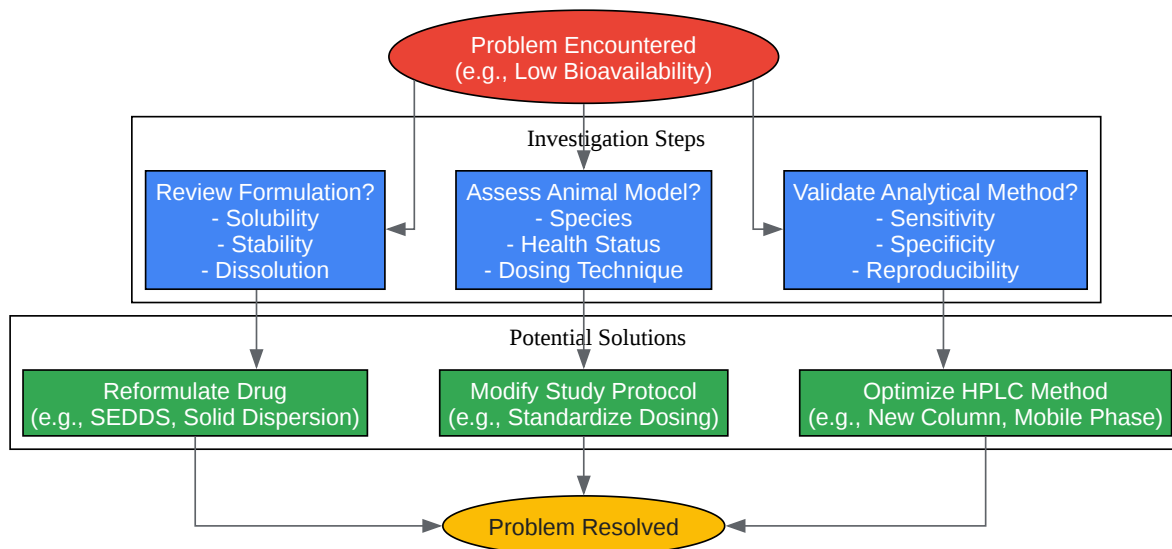 Problem Encountered
(e.g., Low Bioavailability)
Investigation Steps
Review Formulation?
- Solubility
- Stability
- Dissolution
Assess Animal Model?
- Species
- Health Status
- Dosing Technique
Validate Analytical Method?
- Sensitivity
- Specificity
- Reproducibility
Potential Solutions
Reformulate Drug
(e.g., SEDDS, Solid Dispersion)
Modify Study Protocol
(e.g., Standardize Dosing)
Optimize HPLC Method
(e.g., New Column, Mobile Phase)
Problem Resolved